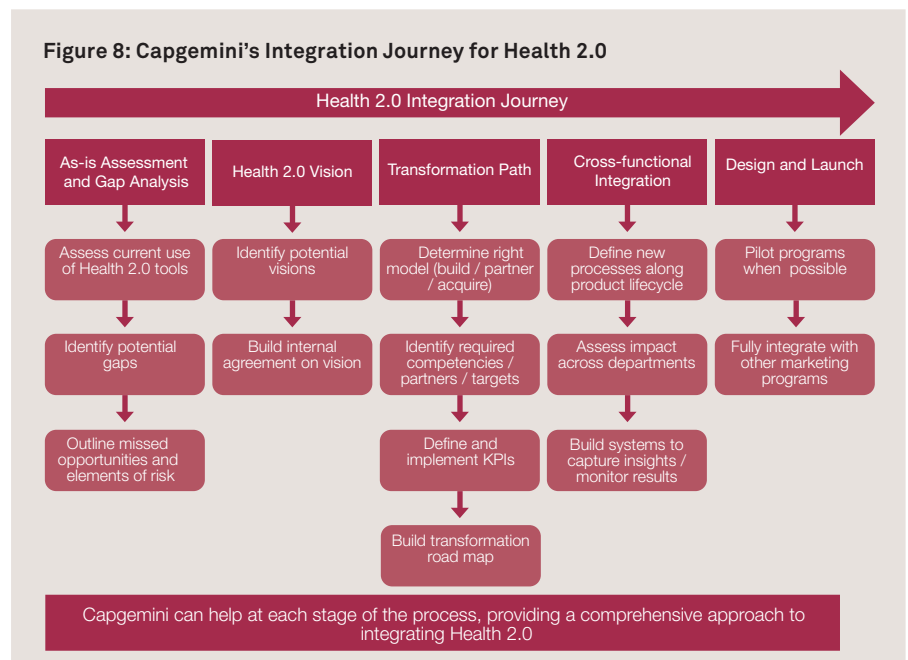 Figure 8: Capgemini’s Integration Journey for Health 2.0
Health 2.0 Integration Journey
As-is Assessment
and Gap Analysis
Assess current use
of Health 2.0 tools
Identify potential
gaps
Outline missed
opportunities and
elements of risk
Health 2.0 Vision
Identify potential
visions
Build internal
agreement on vision
Transformation Path
Determine right
model (build / partner
/ acquire)
Identify required
competencies /
partners / targets
Define and
implement KPIs
Build transformation
road map
Cross-functional
Integration
Define new
processes along
product lifecycle
Assess impact
across departments
Build systems to
capture insights /
monitor results
Design and Launch
Pilot programs
when possible
Fully integrate with
other marketing
programs
Capgemini can help at each stage of the process, providing a comprehensive approach to
integrating Health 2.0